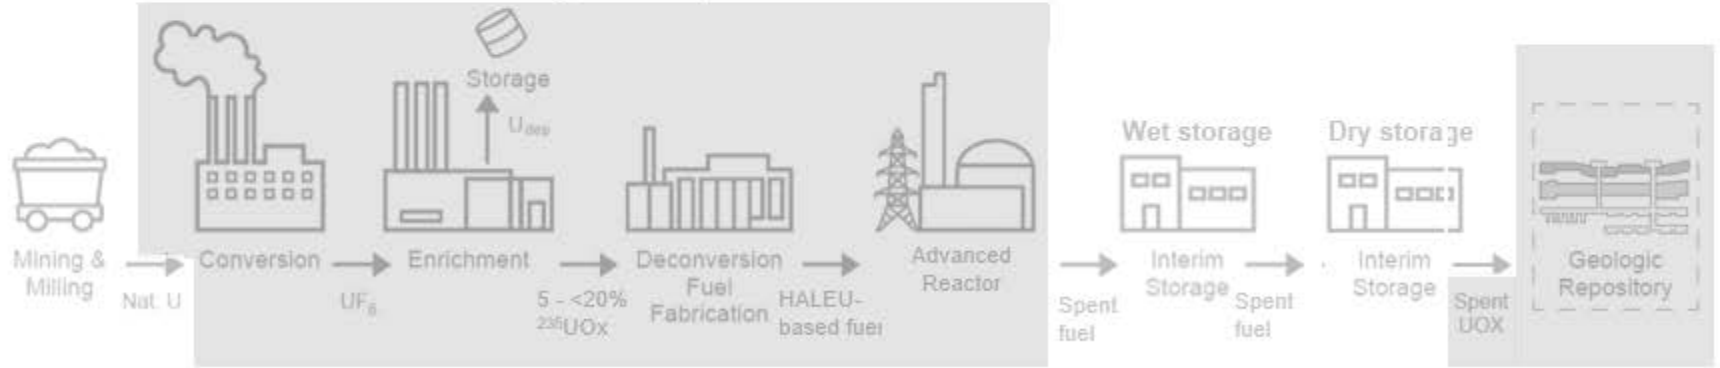 Storage
U dep
Wet storage
Dry storage
Mining &
Milling
Nat. U
Conversion
UF6
Enrichment
5 - <20%
235UOx
Deconversion
Fuel
Fabrication
HALEU-
based fuel
Advanced
Reactor
Spent
fuel
Interim
Storage
Spent
fuel
Interim
Storage
Spent
UOX
Geologic
Repository